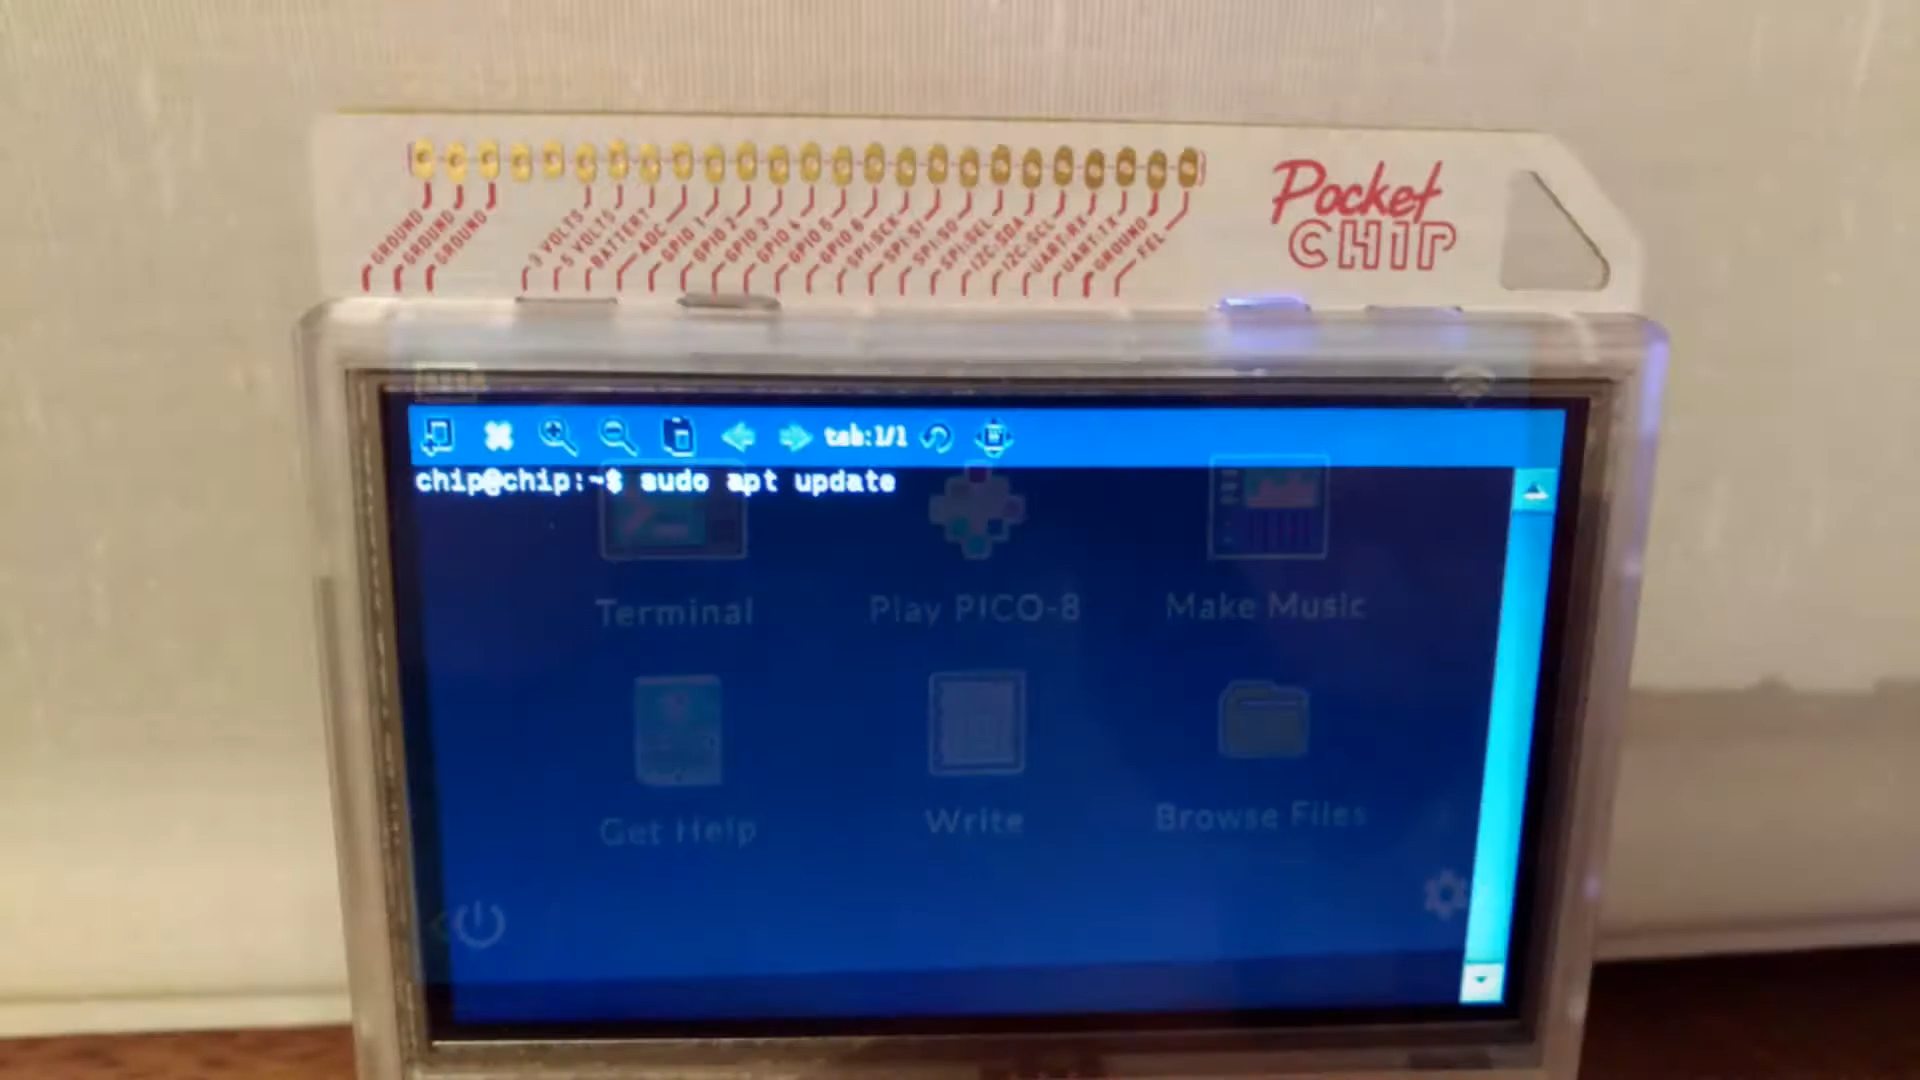 GROUND
GROUND
GROUND
3 VOLTS
5 VOLTS
BATTERY
ADC
GPIO 1
GPIO 2
GPIO 3
GPIO 4
GPIO 5
GPIO 6
SPI:SCK
SPI:SI
SPI:SO
SPI:SEL
I2C:SDA
I2C:SCL
UART-RX
UART-TX
GROUND
FEL
Pocket
CHIP
tab:1/1
chip@chip:~$ sudo apt update
Terminal
Play PICO-8
Make Music
Get Help
Write
Browse Files